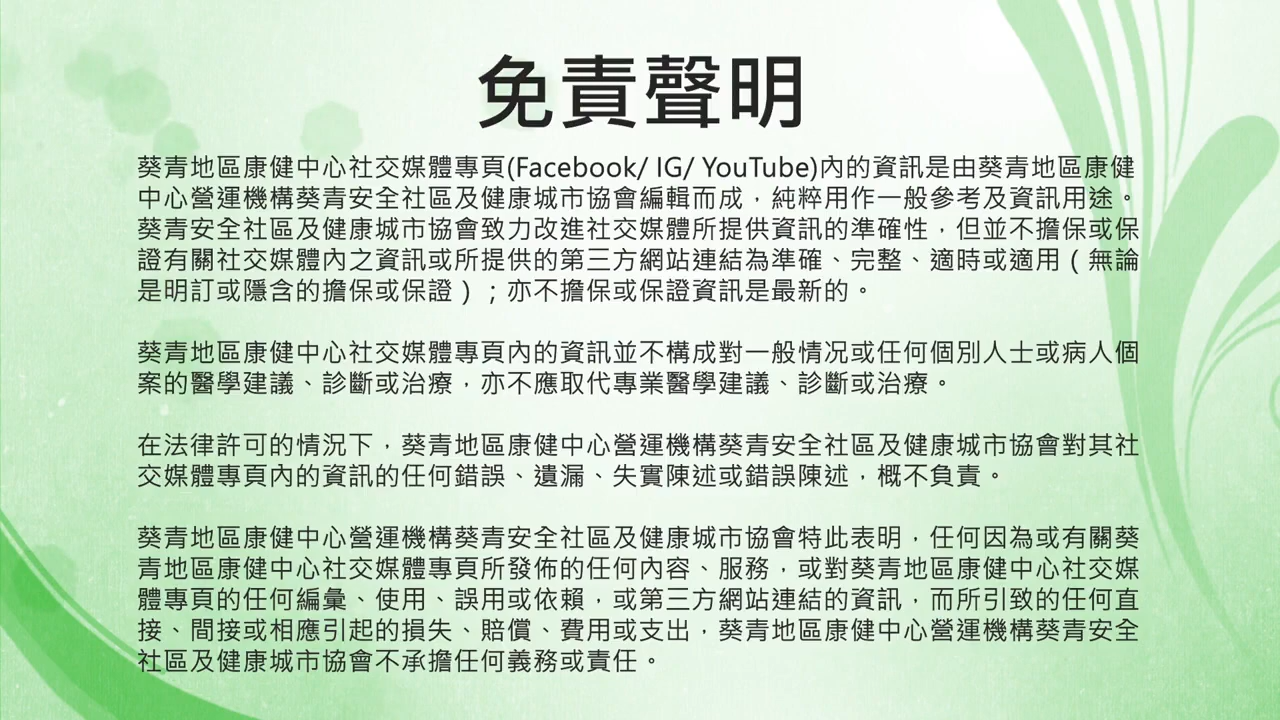 免責聲明
葵青地區康健中心社交媒體專頁(Facebook/ IG/ YouTube)內的資訊是由葵青地區康健
中心營運機構葵青安全社區及健康城市協會編輯而成，純粹用作一般參考及資訊用途。
葵青安全社區及健康城市協會致力改進社交媒體所提供資訊的準確性，但並不擔保或保
證有關社交媒體內之資訊或所提供的第三方網站連結為準確、完整、適時或適用（無論
是明訂或隱含的擔保或保證）；亦不擔保或保證資訊是最新的。
葵青地區康健中心社交媒體專頁內的資訊並不構成對一般情況或任何個別人士或病人個
案的醫學建議、診斷或治療，亦不應取代專業醫學建議、診斷或治療。
在法律許可的情況下，葵青地區康健中心營運機構葵青安全社區及健康城市協會對其社
交媒體專頁內的資訊的任何錯誤、遺漏、失實陳述或錯誤陳述，概不負責。
葵青地區康健中心營運機構葵青安全社區及健康城市協會特此表明，任何因為或有關葵
青地區康健中心社交媒體專頁所發佈的任何內容、服務，或對葵青地區康健中心社交媒
體專頁的任何編彙、使用、誤用或依賴，或第三方網站連結的資訊，而所引致的任何直
接、間接或相應引起的損失、賠償、費用或支出，葵青地區康健中心營運機構葵青安全
社區及健康城市協會不承擔任何義務或責任。